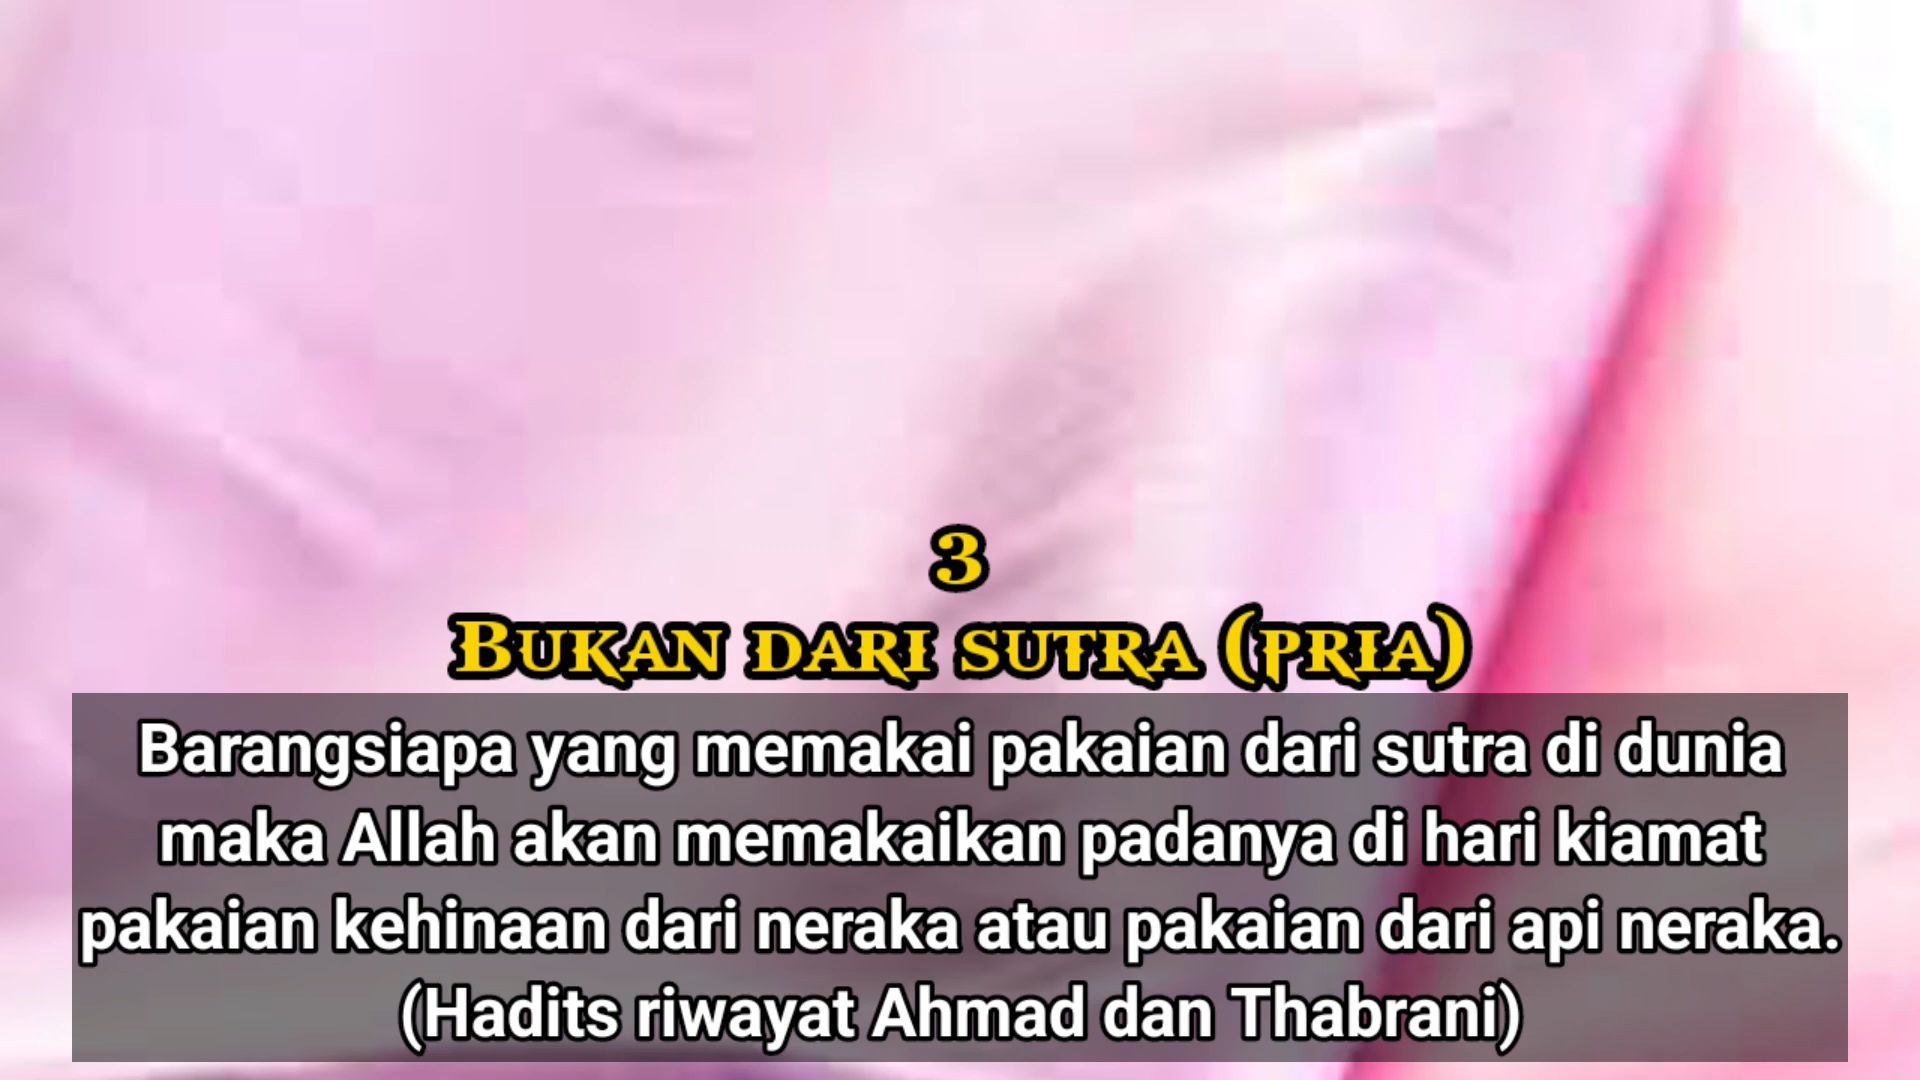 3
Bukan dari sutra (pria)
Barangsiapa yang memakai pakaian dari sutra di dunia
maka Allah akan memakaikan padanya di hari kiamat
pakaian kehinaan dari neraka atau pakaian dari api neraka.
(Hadits riwayat Ahmad dan Thabrani)